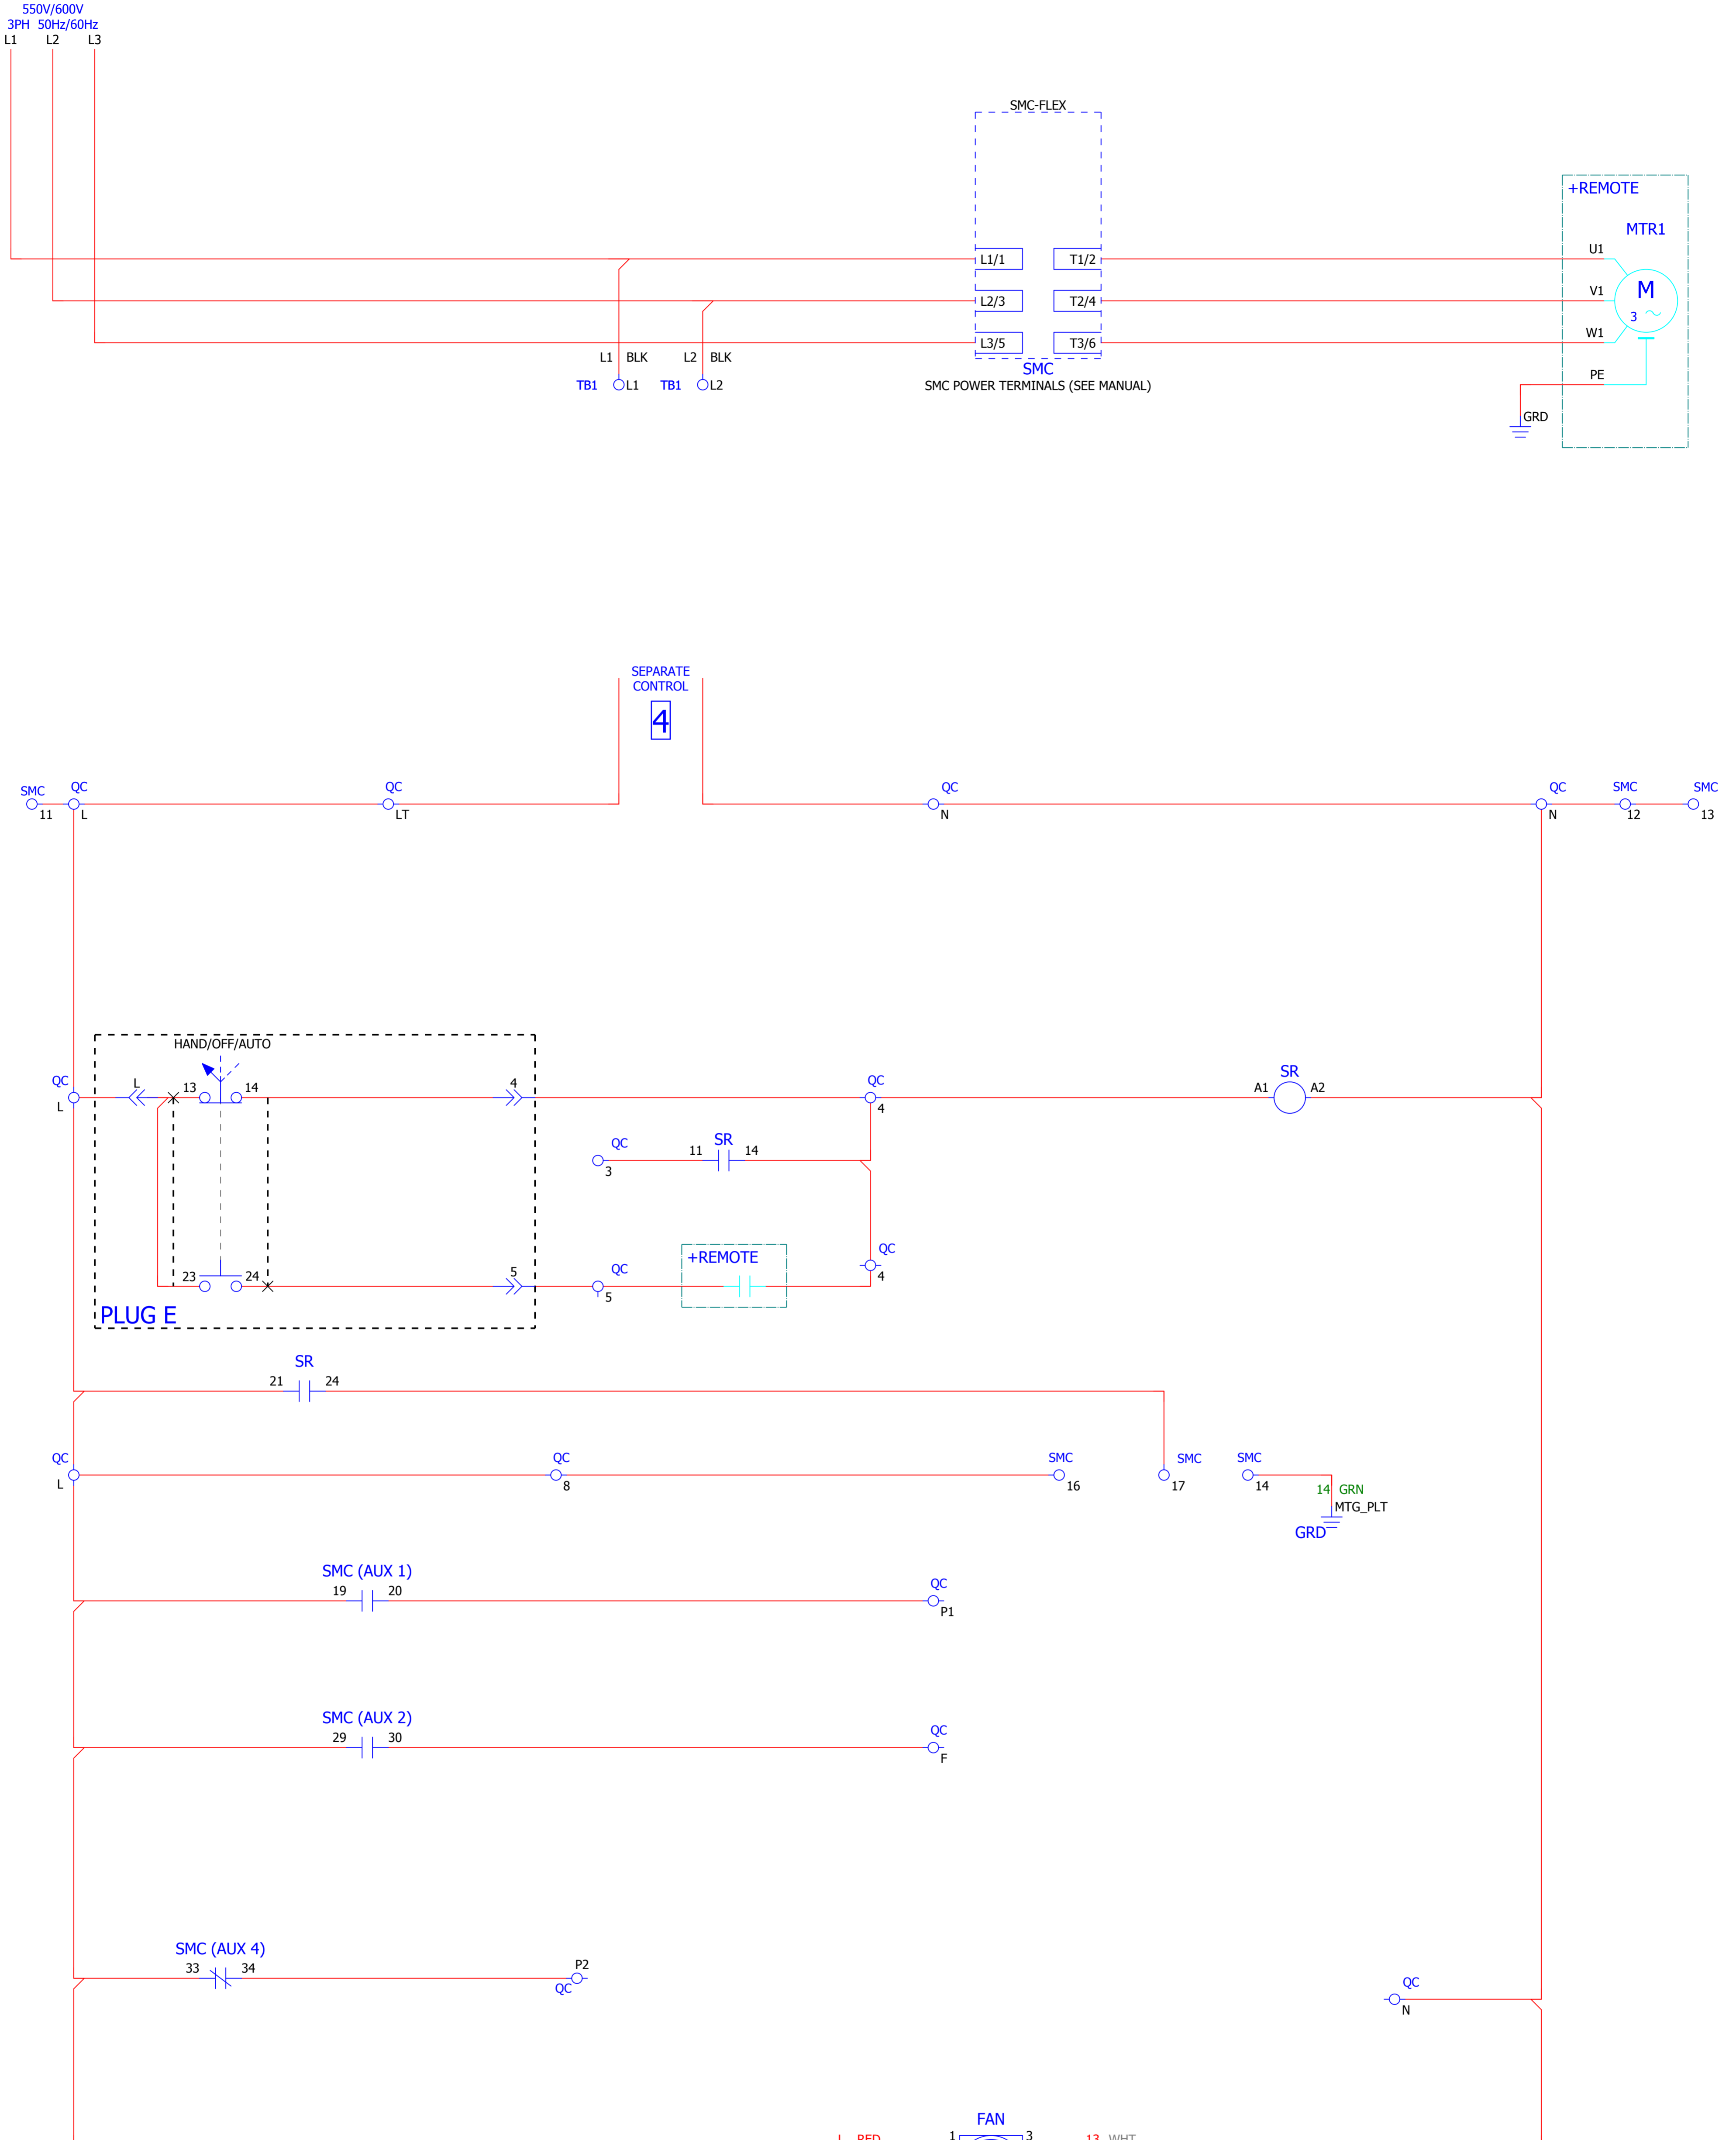 550V/600V
3PH 50Hz/60Hz
L1 L2 L3
SMC-FLEX
+REMOTE
MTR1
U1
L1/1 T1/2
V1 M
L2/3 T2/4
3
W1
L3/5 T3/6
L1 BLK L2 BLK
SMC
PE
TB1 L1 TB1 L2
SMC POWER TERMINALS (SEE MANUAL)
GRD
SEPARATE
CONTROL
4
SMC QC QC QC QC SMC SMC
11 L LT N N 12 13
HAND/OFF/AUTO
SR
QC L 13 14 4 QC A1 A2
L 4
SR
QC 11 14
3
QC
+REMOTE
QC 4
23 24 5
5
PLUG E
SR
21 24
QC QC SMC SMC SMC
L 8 16 17 14
14 GRN
MTG_PLT
GRD
SMC (AUX 1)
19 20 QC
P1
SMC (AUX 2)
29 30 QC
F
SMC (AUX 4)
33 34 P2
QC
QC
N
FAN
L RED 1 3 13 WHT